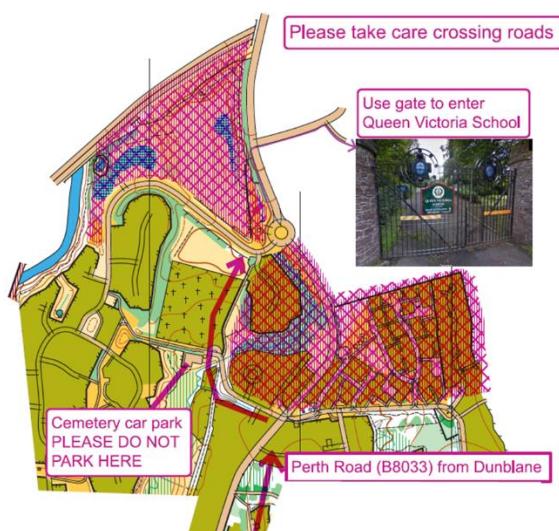 Please take care crossing roads
Use gate to enter
Queen Victoria School
Cemetery car park
PLEASE DO NOT
PARK HERE
Perth Road (B8033) from Dunblane